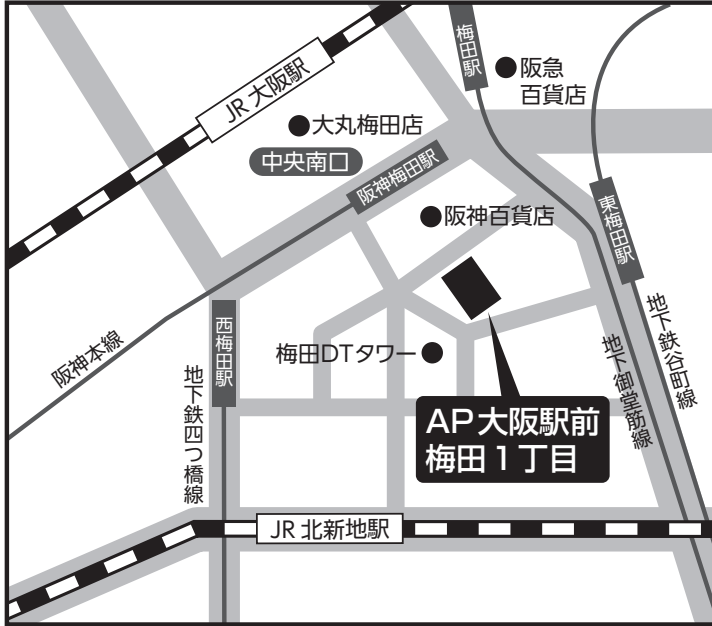 JR 大阪駅
梅田駅
阪急
百貨店
大丸梅田店
中央南口
阪神梅田駅
阪神百貨店
東梅田駅
阪神本線
西梅田駅
梅田DTタワー
地下鉄四つ橋線
地下御堂筋線
地下鉄谷町線
AP大阪駅前
梅田1丁目
JR 北新地駅